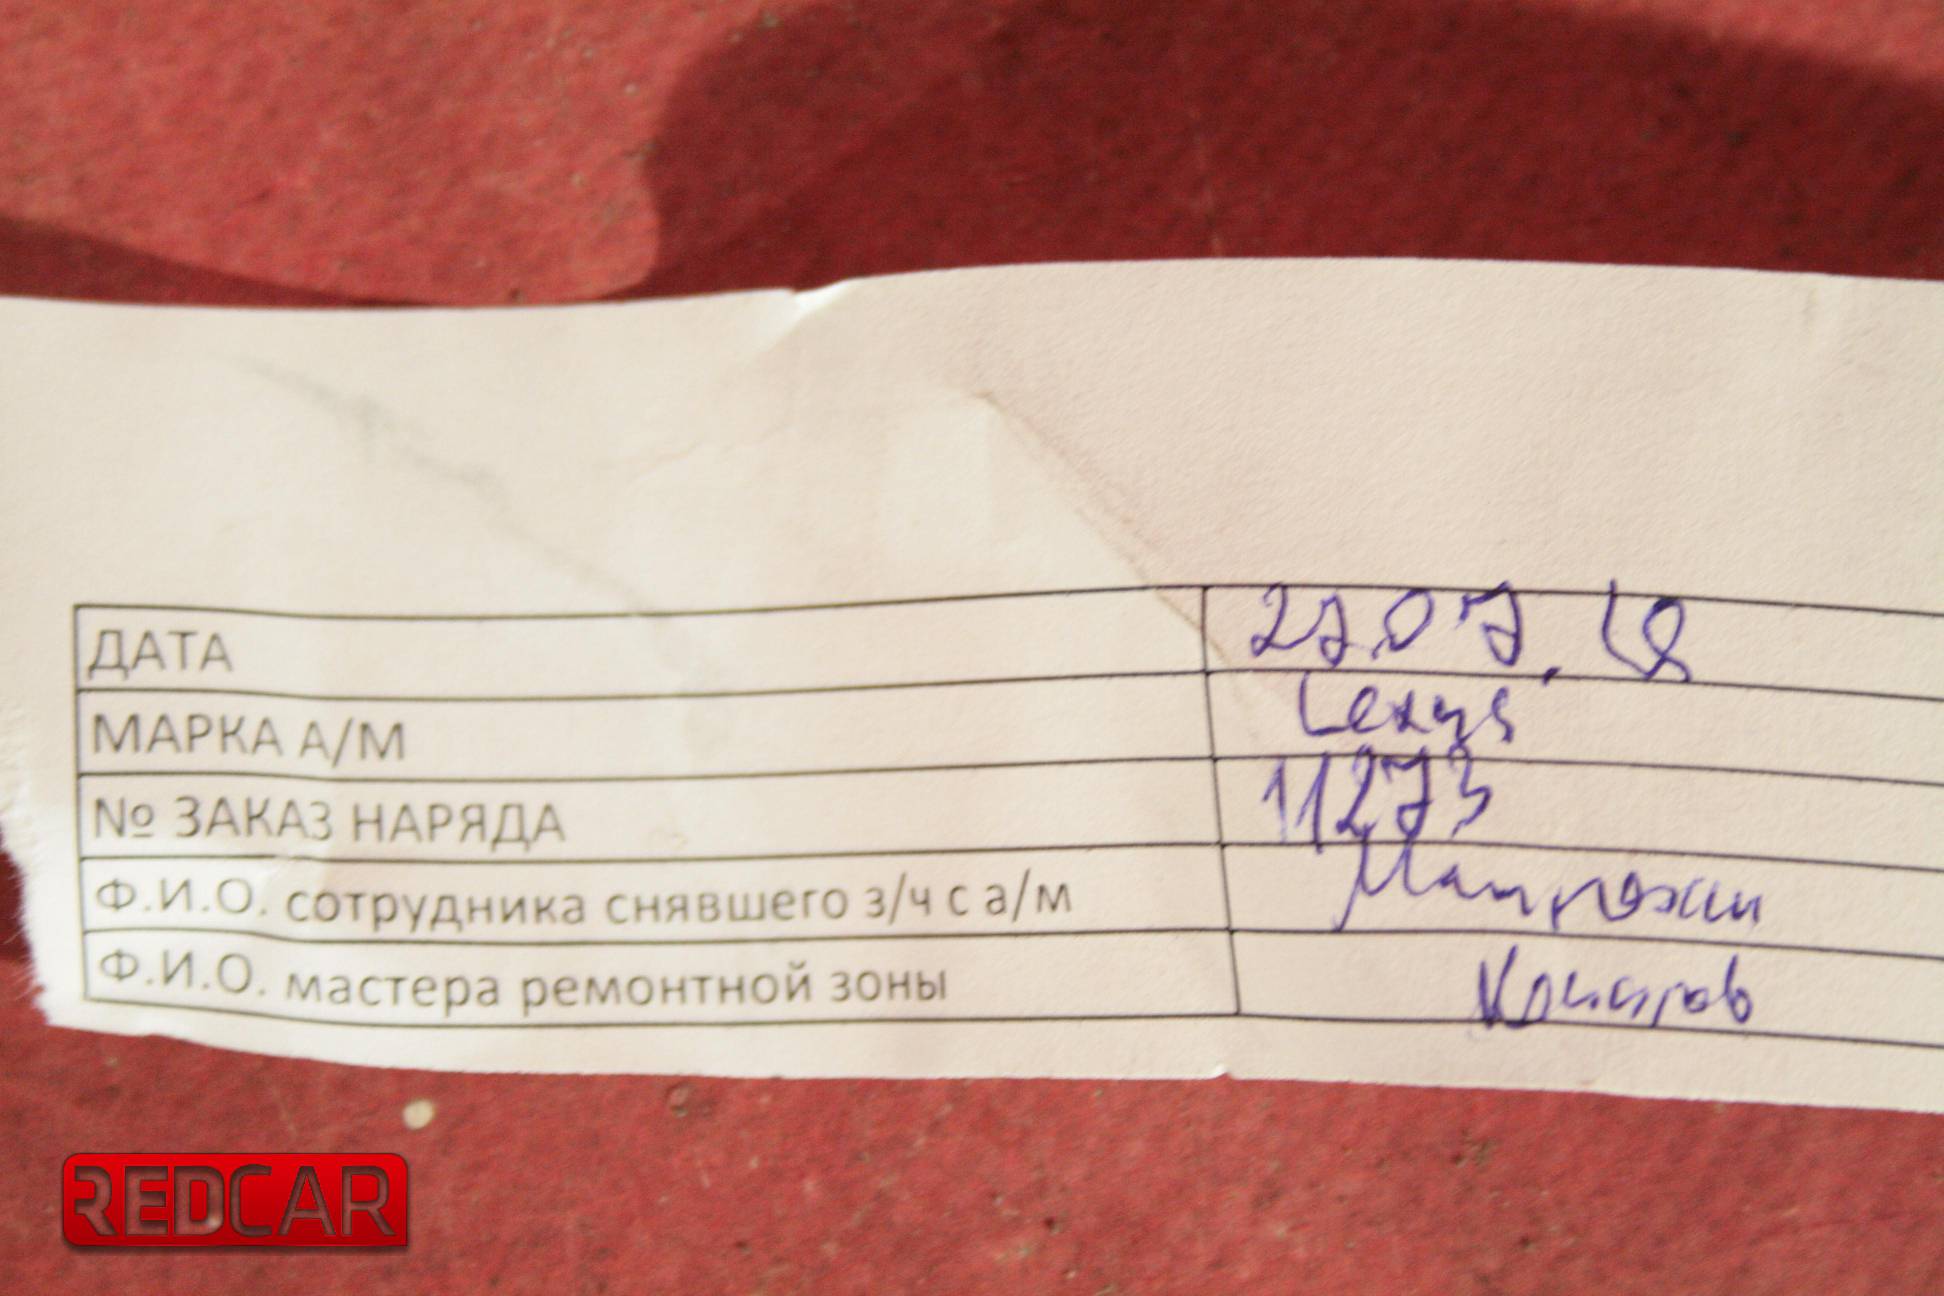 ДАТА 27.07.18
МАРКА А/М Lexus
№ ЗАКАЗ НАРЯДА 11273
Ф.И.О. сотрудника снявшего з/ч с а/м
Ф.И.О. мастера ремонтной зоны
REDCAR